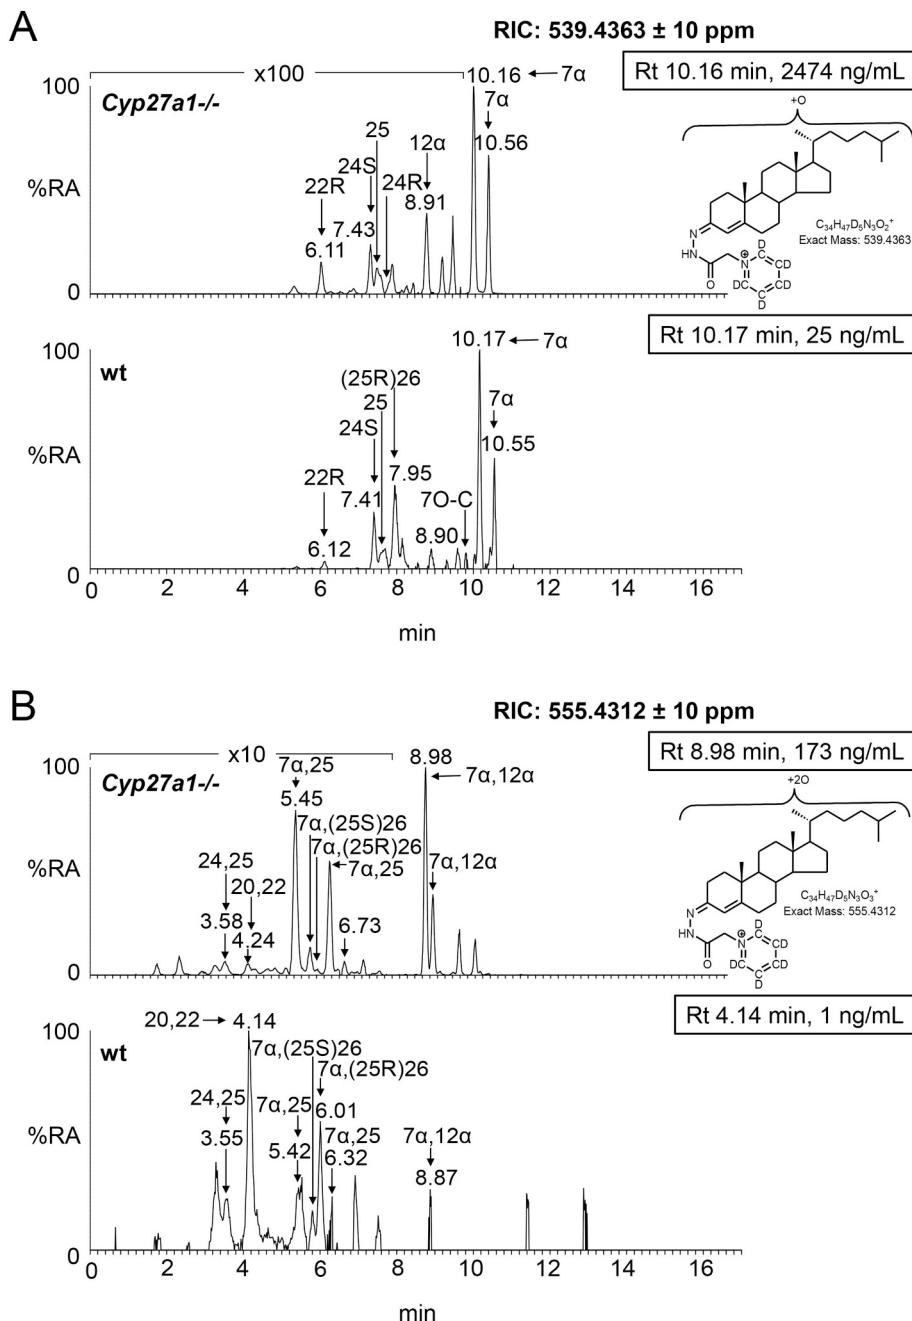 A
RIC: 539.4363 ± 10 ppm
x100
Cyp27a1-/-
Rt 10.16 min, 2474 ng/mL
100
%RA
0
22R
6.11
24S
7.43
25
24R
12α
8.91
10.16
7α
7α
10.56
+O
N
HN
O
N
⊕
D
D
D
D
DC
C34H47D5N3O2+
Exact Mass: 539.4363
Rt 10.17 min, 25 ng/mL
wt
100
%RA
0
22R
6.12
(25R)26
25
24S
7.41
7.95
7O-C
8.90
10.17
7α
7α
10.55
0 2 4 6 8 10 12 14 16
min
B
RIC: 555.4312 ± 10 ppm
x10
Cyp27a1-/-
Rt 8.98 min, 173 ng/mL
100
%RA
0
24,25
3.58
20,22
4.24
7α,25
5.45
7α,(25S)26
7α,(25R)26
7α,25
6.73
8.98
7α,12α
7α,12α
+2O
N
HN
O
N
⊕
D
D
D
D
DC
C34H47D5N3O3+
Exact Mass: 555.4312
Rt 4.14 min, 1 ng/mL
wt
100
%RA
0
20,22
4.14
7α,(25S)26
7α,(25R)26
24,25
3.55
7α,25
5.42
6.01
7α,25
6.32
7α,12α
8.87
0 2 4 6 8 10 12 14 16
min